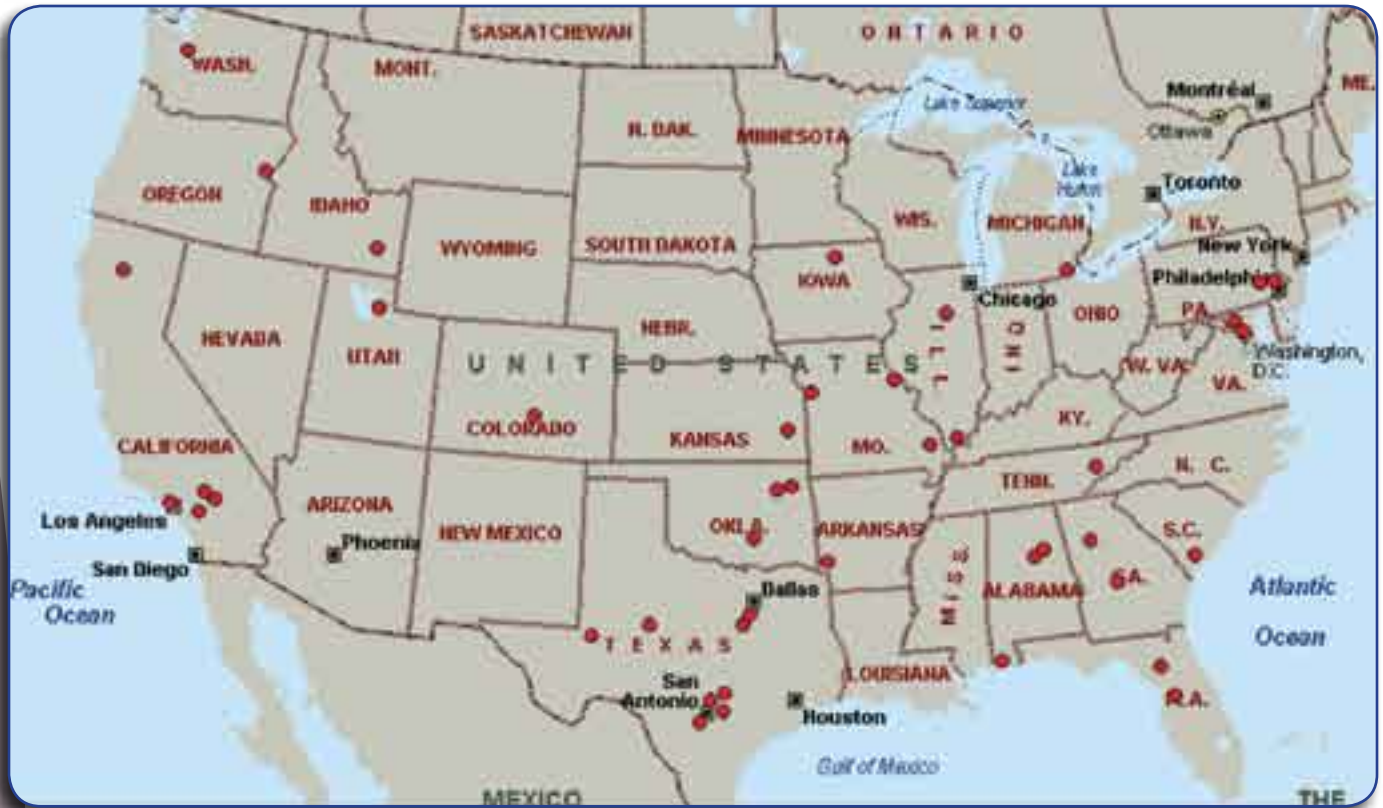 SASKATCHEWAN
ONTARIO
WASH.
MONT.
ME.
Montréal
Lake Superior
Ottawa
N. DAK.
MINNESOTA
Lake
Huron
Toronto
OREGON
IDAHO
WIS.
MICHIGAN
N.Y.
WYOMING
SOUTH DAKOTA
New York
IOWA
Philadelphia
Chicago
PA.
OHIO
NEVADA
NEBR.
ILL
IND
UTAH
UNITED STATES
Washington,
D.C.
W. VA.
VA.
COLORADO
KANSAS
MO.
KY.
CALIFORNIA
TENN.
N. C.
ARIZONA
Los Angeles
NEW MEXICO
OKLA.
ARKANSAS
S.C.
Phoenix
San Diego
MISS
ALABAMA
GA.
Pacific
Ocean
Dallas
Atlantic
Ocean
TEXAS
LOUISIANA
San
Antonio
Houston
Gulf of Mexico
MEXICO
THE